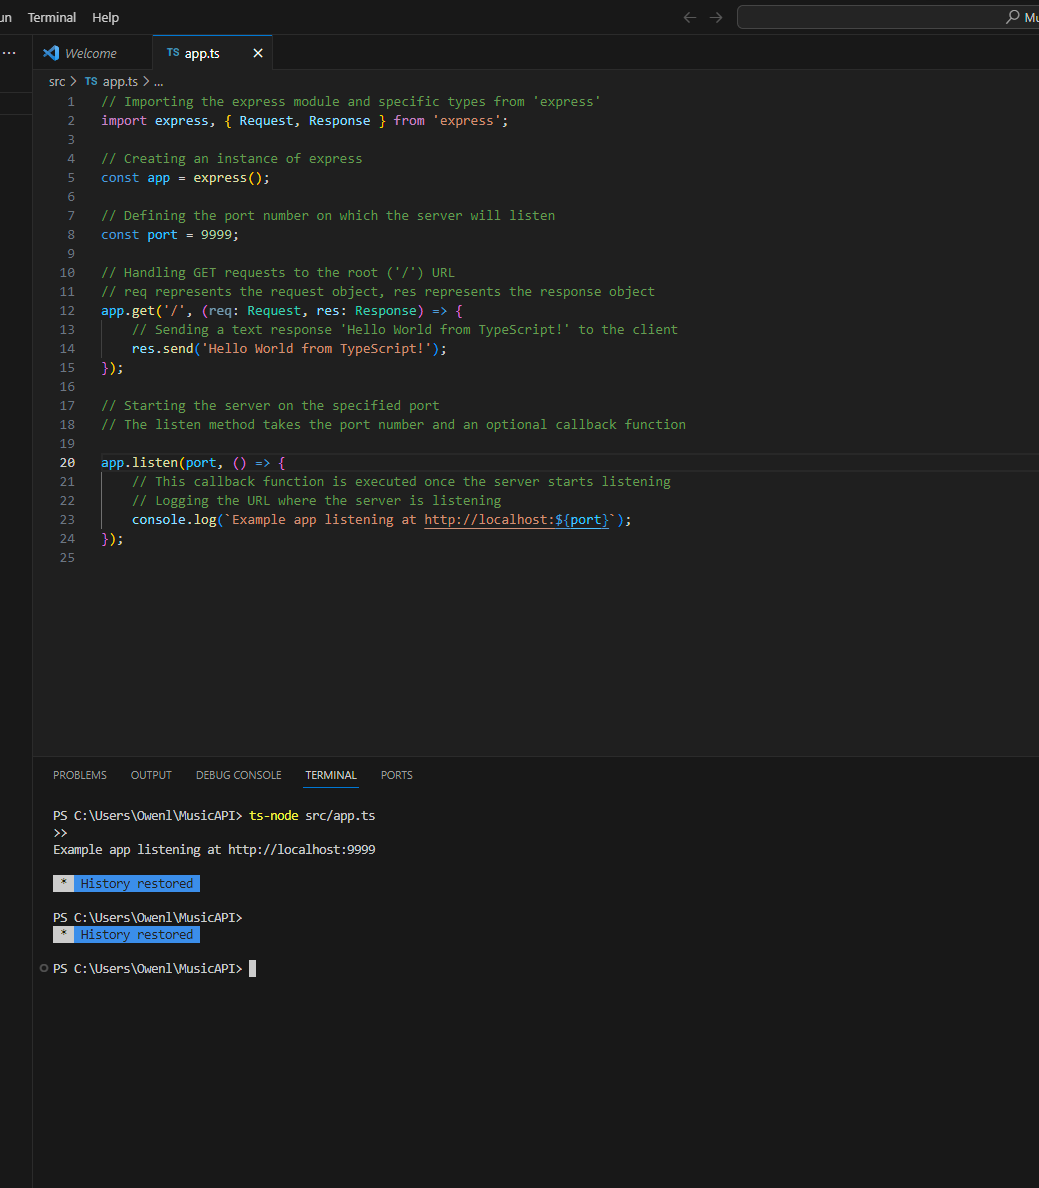 Terminal Help
Welcome
TS app.ts
src > TS app.ts > ...
1 // Importing the express module and specific types from 'express'
2 import express, { Request, Response } from 'express';
3
4 // Creating an instance of express
5 const app = express();
6
7 // Defining the port number on which the server will listen
8 const port = 9999;
9
10 // Handling GET requests to the root ('/') URL
11 // req represents the request object, res represents the response object
12 app.get('/', (req: Request, res: Response) => {
13 // Sending a text response 'Hello World from TypeScript!' to the client
14 res.send('Hello World from TypeScript!');
15 });
16
17 // Starting the server on the specified port
18 // The listen method takes the port number and an optional callback function
19
20 app.listen(port, () => {
21 // This callback function is executed once the server starts listening
22 // Logging the URL where the server is listening
23 console.log(`Example app listening at http://localhost:${port}`);
24 });
25
PROBLEMS OUTPUT DEBUG CONSOLE TERMINAL PORTS
PS C:\Users\Owenl\MusicAPI> ts-node src/app.ts
>>
Example app listening at http://localhost:9999
* History restored
PS C:\Users\Owenl\MusicAPI>
* History restored
PS C:\Users\Owenl\MusicAPI>